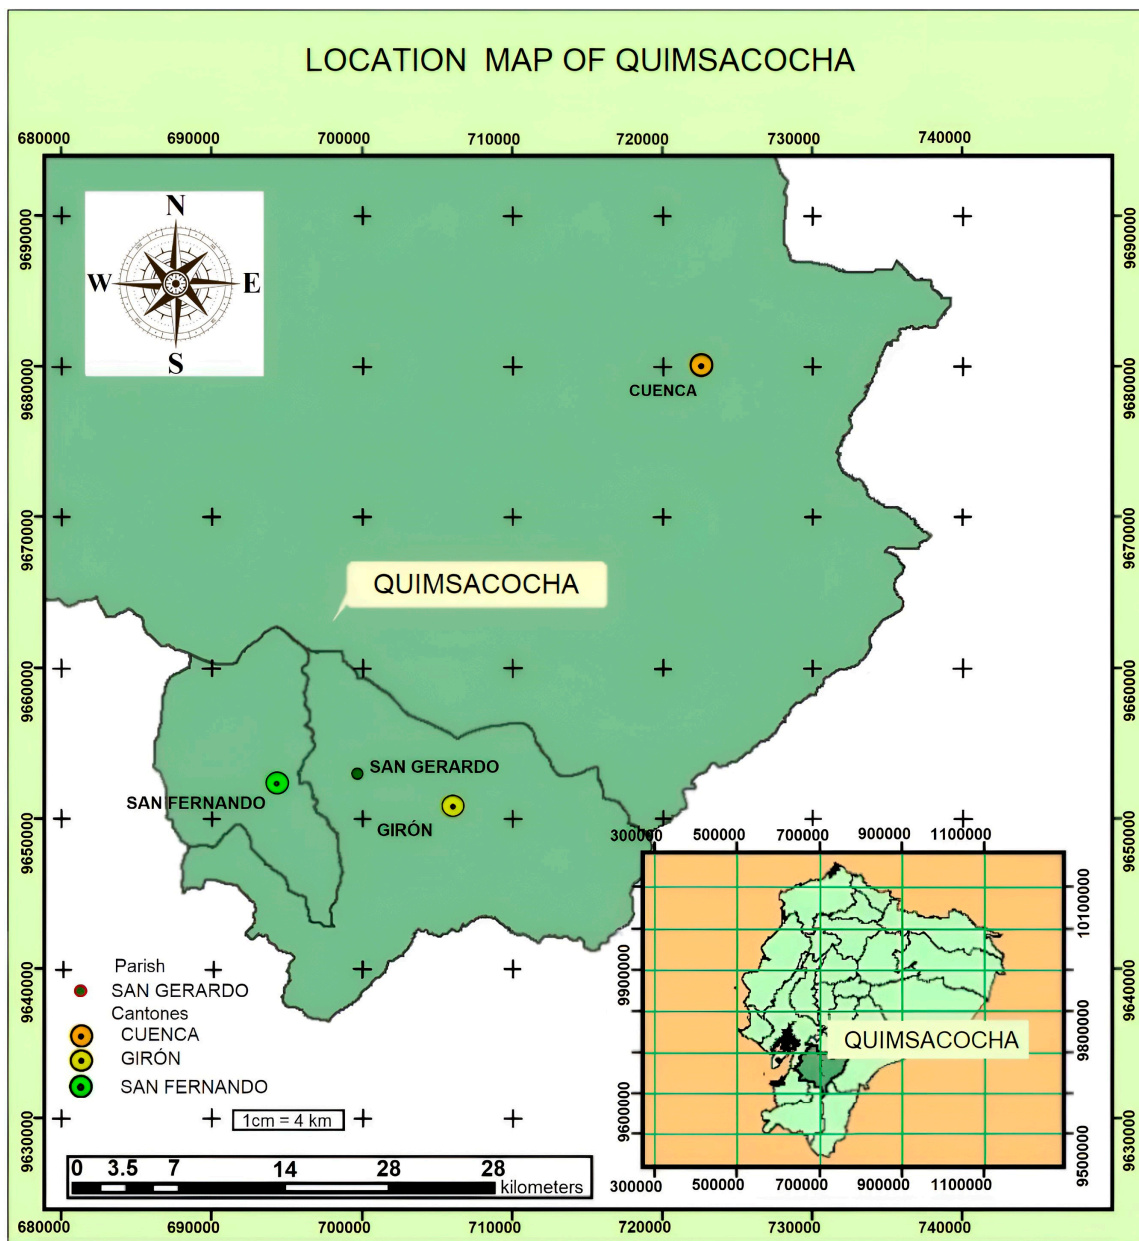 LOCATION MAP OF QUIMSACOCHA
680000 690000 700000 710000 720000 730000 740000
N
W E
S
9690000
9680000
9670000
9660000
9650000
9640000
9630000
9690000
9680000
9670000
9660000
9650000
9640000
9630000
CUENCA
QUIMSACOCHA
SAN GERARDO
SAN FERNANDO
GIRÓN
Parish
SAN GERARDO
Cantones
CUENCA
GIRÓN
SAN FERNANDO
1cm = 4 km
0 3.5 7 14 28 28
kilometers
300000 500000 700000 900000 1100000
10100000
9900000
9800000
QUIMSACOCHA
9600000
9500000
300000 500000 700000 900000 1100000
680000 690000 700000 710000 720000 730000 740000